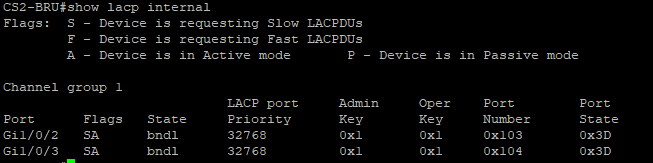 CS2-BRU#show lacp internal
Flags:  S - Device is requesting Slow LACPDUs
        F - Device is requesting Fast LACPDUs
        A - Device is in Active mode       P - Device is in Passive mode

Channel group 1
                            LACP port     Admin     Oper    Port        Port
Port      Flags   State     Priority      Key       Key     Number      State
Gi1/0/2   SA      bndl      32768         0x1       0x1     0x103       0x3D
Gi1/0/3   SA      bndl      32768         0x1       0x1     0x104       0x3D